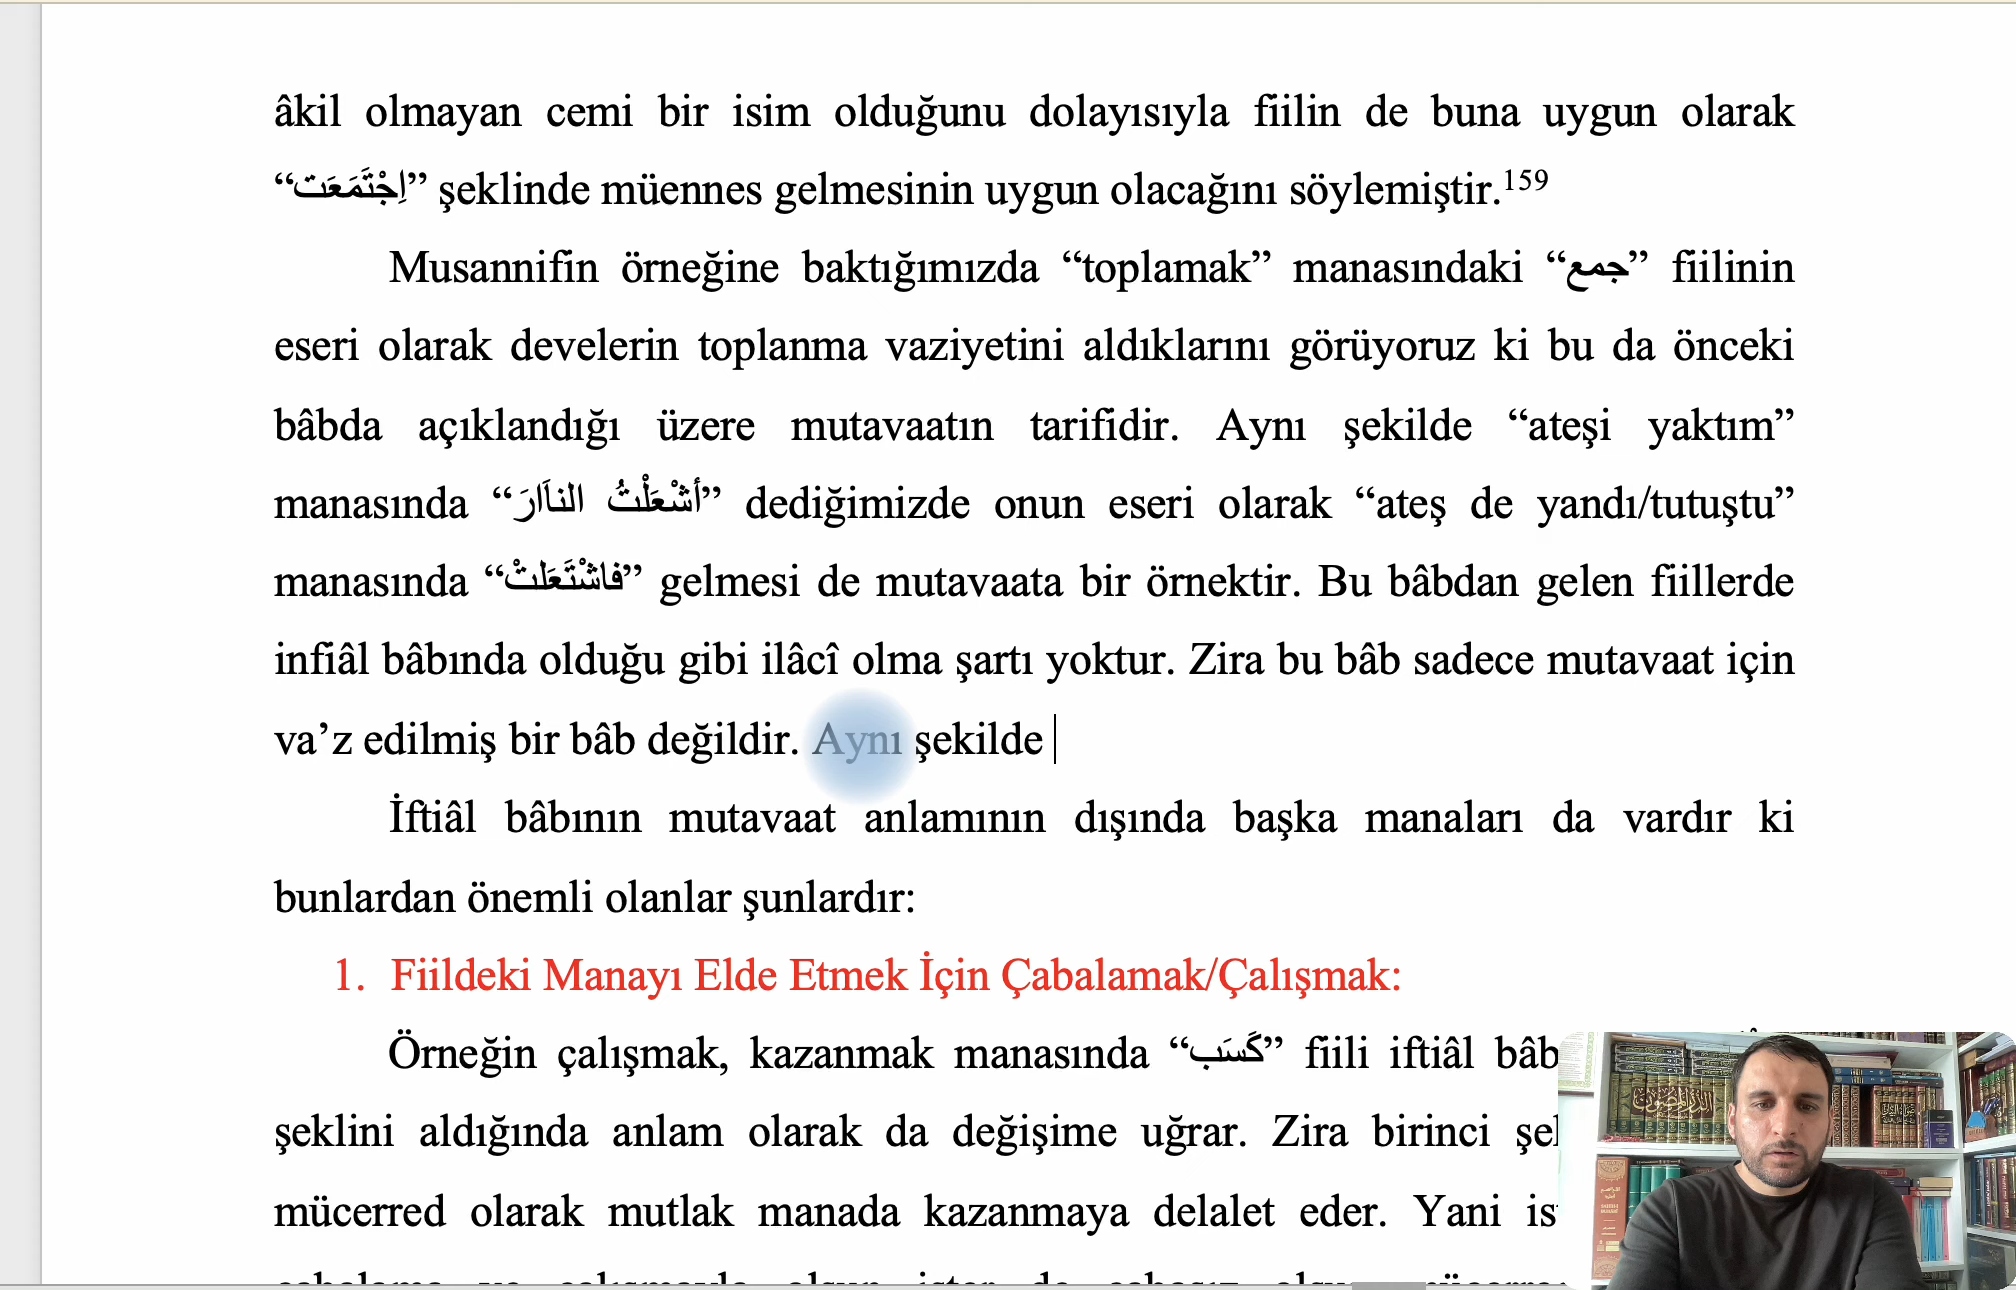 âkil olmayan cemi bir isim olduğunu dolayısıyla fiilin de buna uygun olarak
“اِجْتَمَعَت” şeklinde müennes gelmesinin uygun olacağını söylemiştir.159
Musannifin örneğine baktığımızda “toplamak” manasındaki “جمع” fiilinin
eseri olarak develerin toplanma vaziyetini aldıklarını görüyoruz ki bu da önceki
bâbda açıklandığı üzere mutavaatın tarifidir. Aynı şekilde “ateşi yaktım”
manasında “أشْعَلْتُ الناَارَ” dediğimizde onun eseri olarak “ateş de yandı/tutuştu”
manasında “فاشْتَعَلتْ” gelmesi de mutavaata bir örnektir. Bu bâbdan gelen fiillerde
infiâl bâbında olduğu gibi ilâcî olma şartı yoktur. Zira bu bâb sadece mutavaat için
va’z edilmiş bir bâb değildir. Aynı şekilde
İftiâl bâbının mutavaat anlamının dışında başka manaları da vardır ki
bunlardan önemli olanlar şunlardır:
1. Fiildeki Manayı Elde Etmek İçin Çabalamak/Çalışmak:
Örneğin çalışmak, kazanmak manasında “كَسَب” fiili iftiâl bâb
şeklini aldığında anlam olarak da değişime uğrar. Zira birinci şel
mücerred olarak mutlak manada kazanmaya delalet eder. Yani is